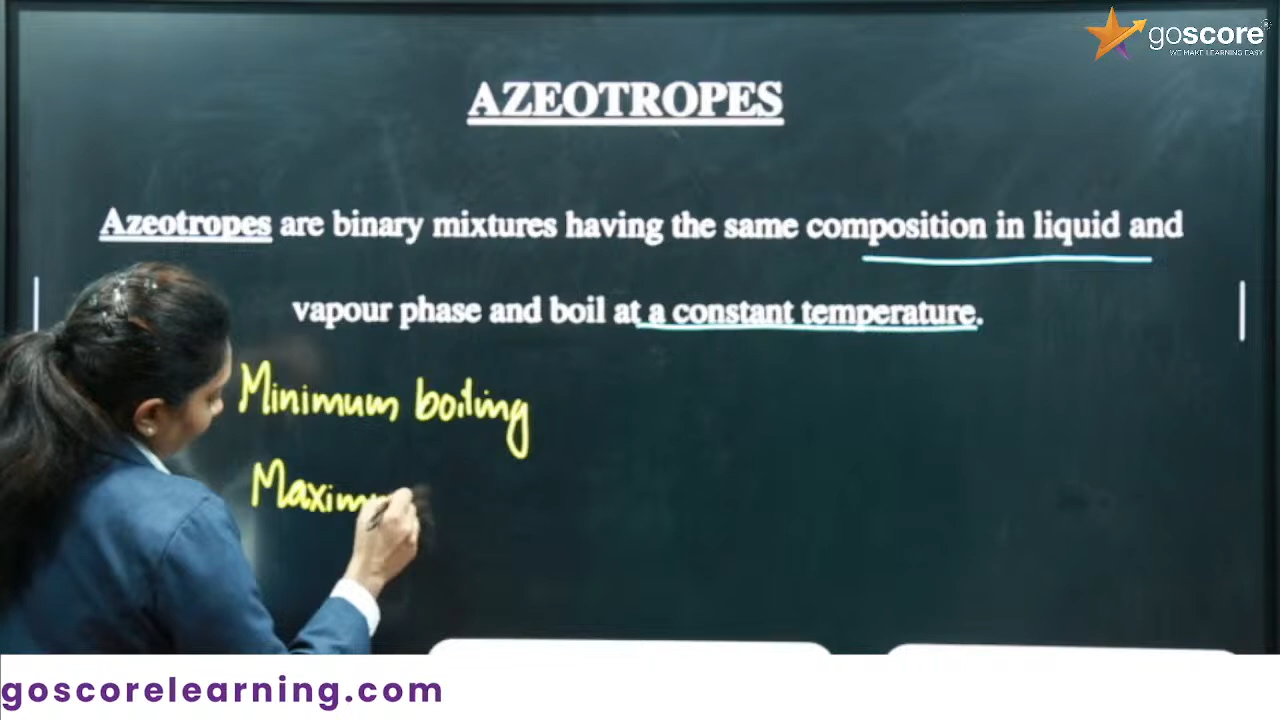 goscore
WE MAKE LEARNING EASY
AZEOTROPES
Azeotropes are binary mixtures having the same composition in liquid and
vapour phase and boil at a constant temperature.
Minimum boiling
Maxim
goscorelearning.com